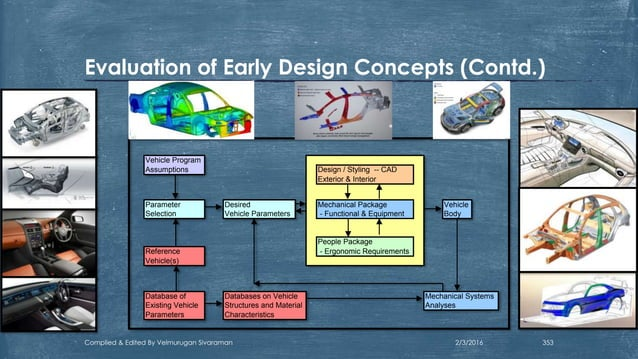 Evaluation of Early Design Concepts (Contd.)
Vehicle Program
Assumptions
Design / Styling -- CAD
Exterior & Interior
Parameter
Selection
Desired
Vehicle Parameters
Mechanical Package
- Functional & Equipment
Vehicle
Body
People Package
- Ergonomic Requirements
Reference
Vehicle(s)
Database of
Existing Vehicle
Parameters
Databases on Vehicle
Structures and Material
Characteristics
Mechanical Systems
Analyses
Complied & Edited By Velmurugan Sivaraman
2/3/2016
353